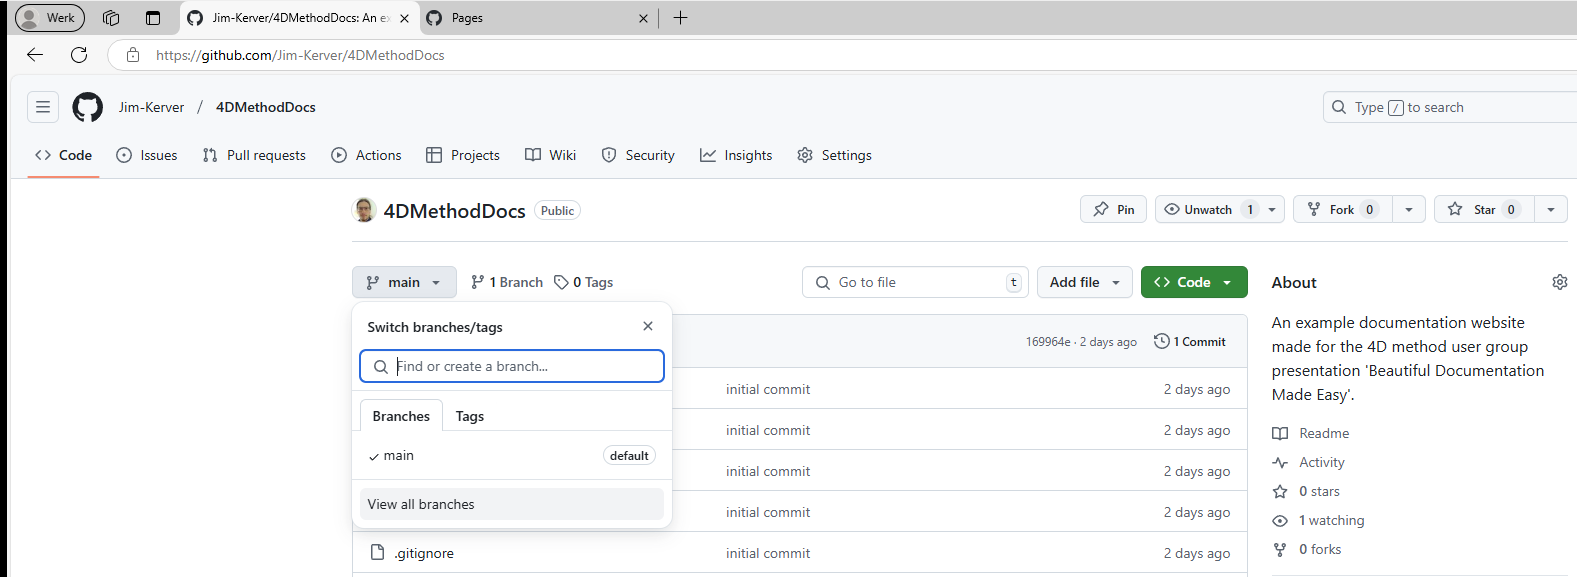 Werk
Jim-Kerver/4DMethodDocs: An ex
Pages
https://github.com/Jim-Kerver/4DMethodDocs
Jim-Kerver / 4DMethodDocs
Type / to search
Code
Issues
Pull requests
Actions
Projects
Wiki
Security
Insights
Settings
4DMethodDocs
Public
Pin
Unwatch 1
Fork 0
Star 0
main
1 Branch
0 Tags
Go to file
t
Add file
Code
About
Switch branches/tags
Find or create a branch...
Branches
Tags
main
default
View all branches
169964e · 2 days ago
1 Commit
initial commit
2 days ago
initial commit
2 days ago
initial commit
2 days ago
initial commit
2 days ago
.gitignore
initial commit
2 days ago
An example documentation website
made for the 4D method user group
presentation 'Beautiful Documentation
Made Easy'.
Readme
Activity
0 stars
1 watching
0 forks